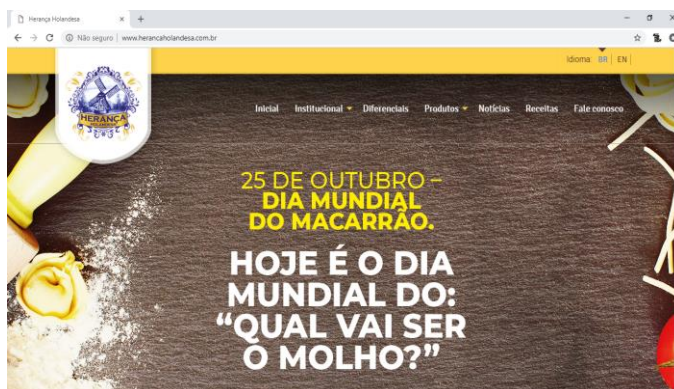 Herança Holandesa
Não seguro | www.herancaholandesa.com.br
Idioma BR | EN |
HERANÇA
HOLANDESA
Inicial Institucional Diferenciais Produtos Notícias Receitas Fale conosco
25 DE OUTUBRO –
DIA MUNDIAL
DO MACARRÃO.
HOJE É O DIA
MUNDIAL DO:
“QUAL VAI SER
O MOLHO?”